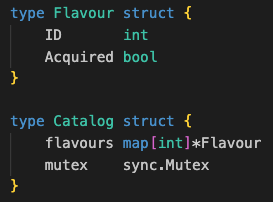 type Flavour struct {
    ID       int
    Acquired bool
}

type Catalog struct {
    flavours map[int]*Flavour
    mutex    sync.Mutex
}